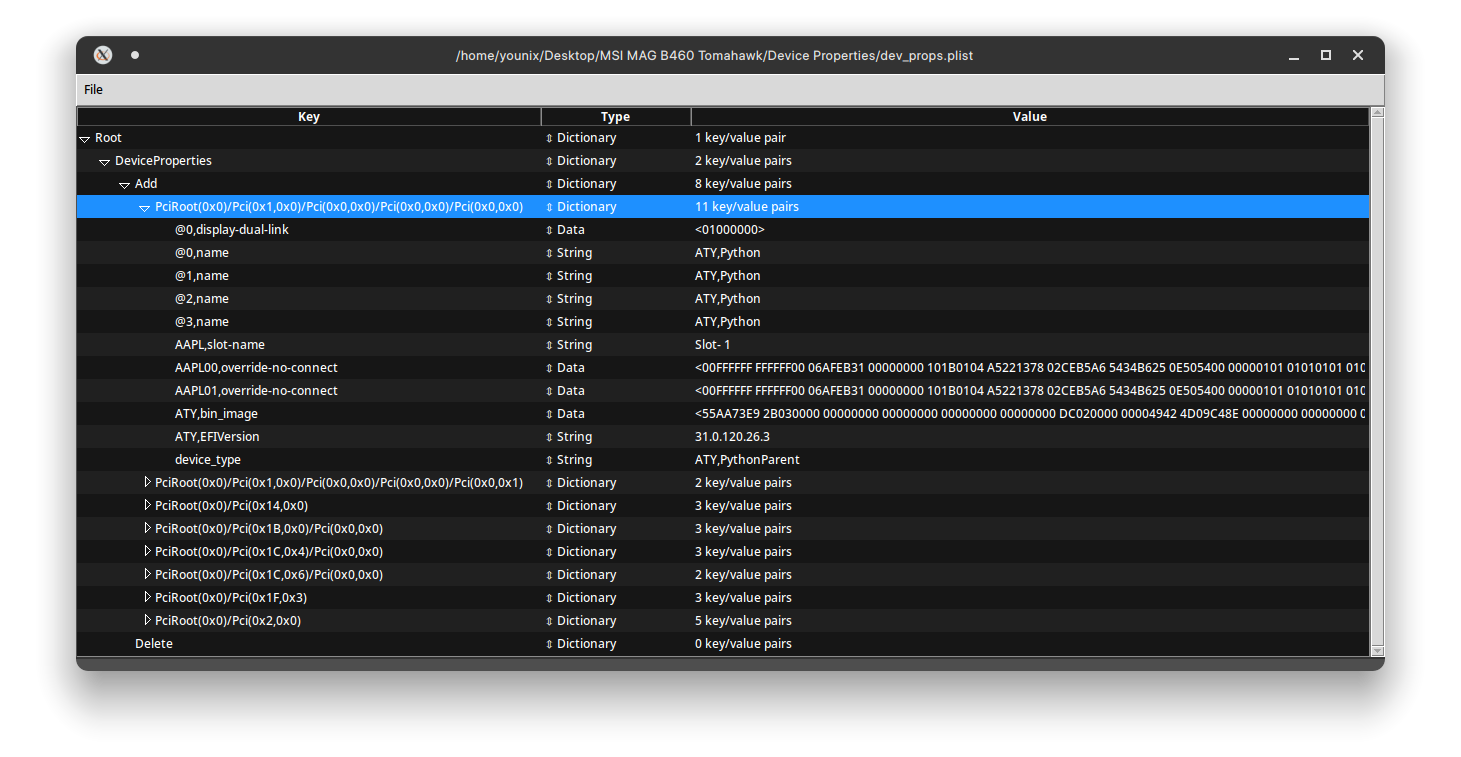 /home/younix/Desktop/MSI MAG B460 Tomahawk/Device Properties/dev_props.plist
File
Key Type Value
Root Dictionary 1 key/value pair
DeviceProperties Dictionary 2 key/value pairs
Add Dictionary 8 key/value pairs
PciRoot(0x0)/Pci(0x1,0x0)/Pci(0x0,0x0)/Pci(0x0,0x0)/Pci(0x0,0x0) Dictionary 11 key/value pairs
@0,display-dual-link Data <01000000>
@0,name String ATY,Python
@1,name String ATY,Python
@2,name String ATY,Python
@3,name String ATY,Python
AAPL,slot-name String Slot- 1
AAPL00,override-no-connect Data <00FFFFFF FFFFFF00 06AFEB31 00000000 101B0104 A5221378 02CEB5A6 5434B625 0E505400 00000101 01010101 010
AAPL01,override-no-connect Data <00FFFFFF FFFFFF00 06AFEB31 00000000 101B0104 A5221378 02CEB5A6 5434B625 0E505400 00000101 01010101 010
ATY,bin_image Data <55AA73E9 2B030000 00000000 00000000 00000000 00000000 DC020000 00004942 4D09C48E 00000000 00000000 0
ATY,EFIVersion String 31.0.120.26.3
device_type String ATY,PythonParent
PciRoot(0x0)/Pci(0x1,0x0)/Pci(0x0,0x0)/Pci(0x0,0x0)/Pci(0x0,0x1) Dictionary 2 key/value pairs
PciRoot(0x0)/Pci(0x14,0x0) Dictionary 3 key/value pairs
PciRoot(0x0)/Pci(0x1B,0x0)/Pci(0x0,0x0) Dictionary 3 key/value pairs
PciRoot(0x0)/Pci(0x1C,0x4)/Pci(0x0,0x0) Dictionary 3 key/value pairs
PciRoot(0x0)/Pci(0x1C,0x6)/Pci(0x0,0x0) Dictionary 2 key/value pairs
PciRoot(0x0)/Pci(0x1F,0x3) Dictionary 3 key/value pairs
PciRoot(0x0)/Pci(0x2,0x0) Dictionary 5 key/value pairs
Delete Dictionary 0 key/value pairs